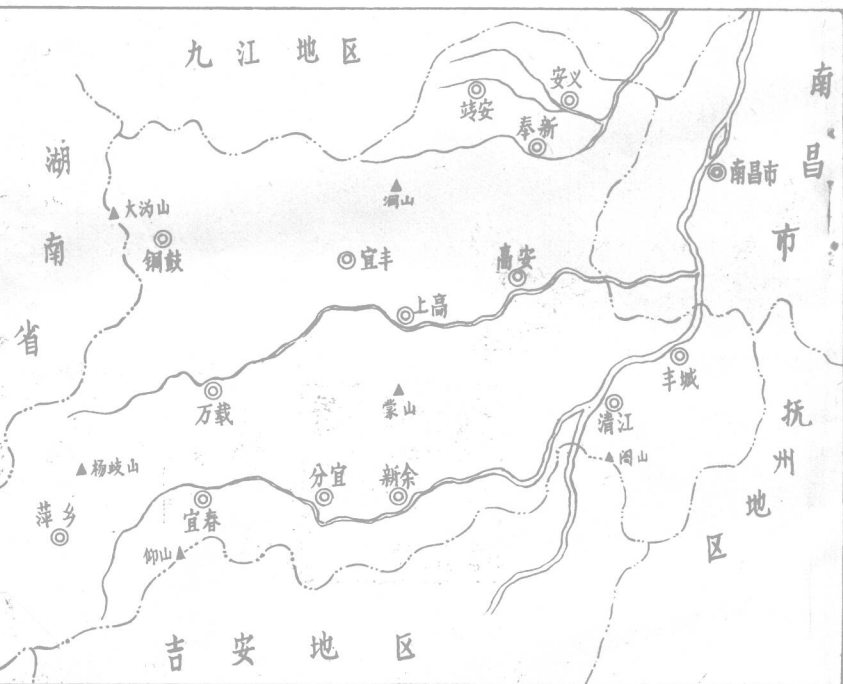 九江地区
南昌市
湖南省
安义
靖安
奉新
南昌市
洞山
大沩山
铜鼓
宜丰
高安
上高
丰城
万载
蒙山
清江
抚州地区
杨岐山
分宜
新余
阁山
萍乡
宜春
仰山
吉安地区